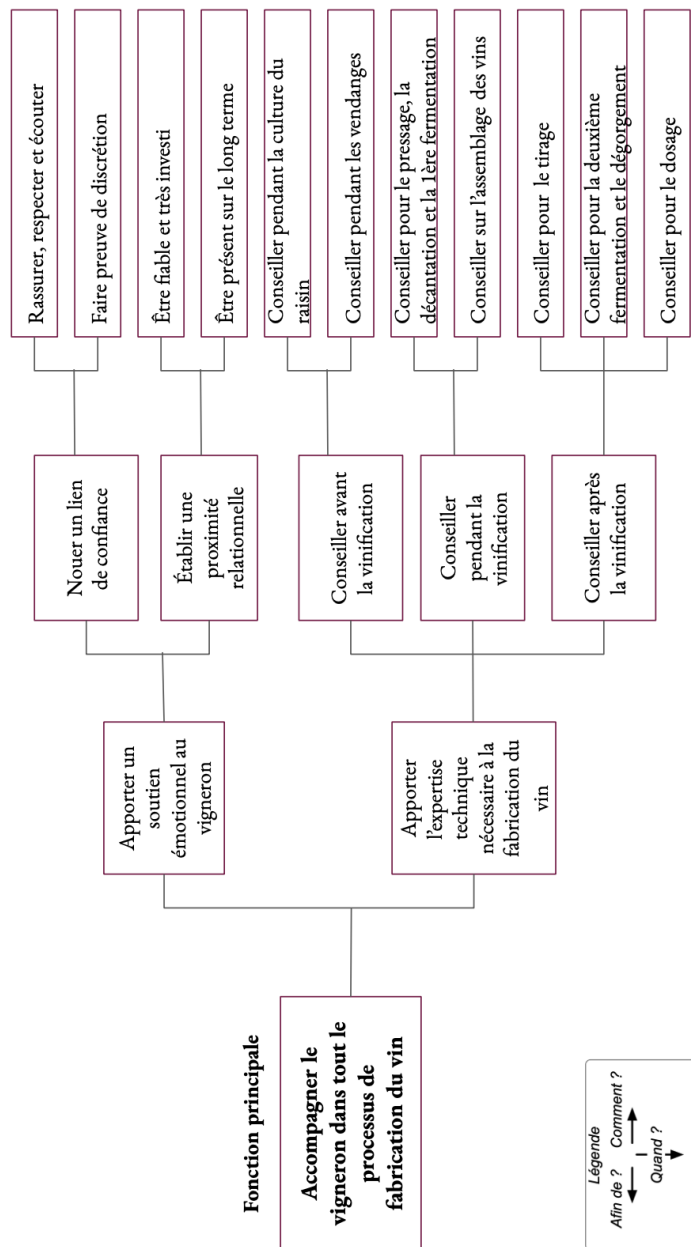 Fonction principale
Accompagner le
vigneron dans tout le
processus de
fabrication du vin
Apporter un
soutien
émotionnel au
vigneron
Apporter
l'expertise
technique
nécessaire à la
fabrication du
vin
Nouer un lien
de confiance
Établir une
proximité
relationnelle
Conseiller avant
la vinification
Conseiller
pendant la
vinification
Conseiller après
la vinification
Rassurer, respecter et écouter
Faire preuve de discrétion
Être fiable et très investi
Être présent sur le long terme
Conseiller pendant la culture du
raisin
Conseiller pendant les vendanges
Conseiller pour le pressage, la
décantation et la 1ère fermentation
Conseiller sur l'assemblage des vins
Conseiller pour le tirage
Conseiller pour la deuxième
fermentation et le dégorgement
Conseiller pour le dosage
Légende
Afin de ? Comment ?
Quand ?